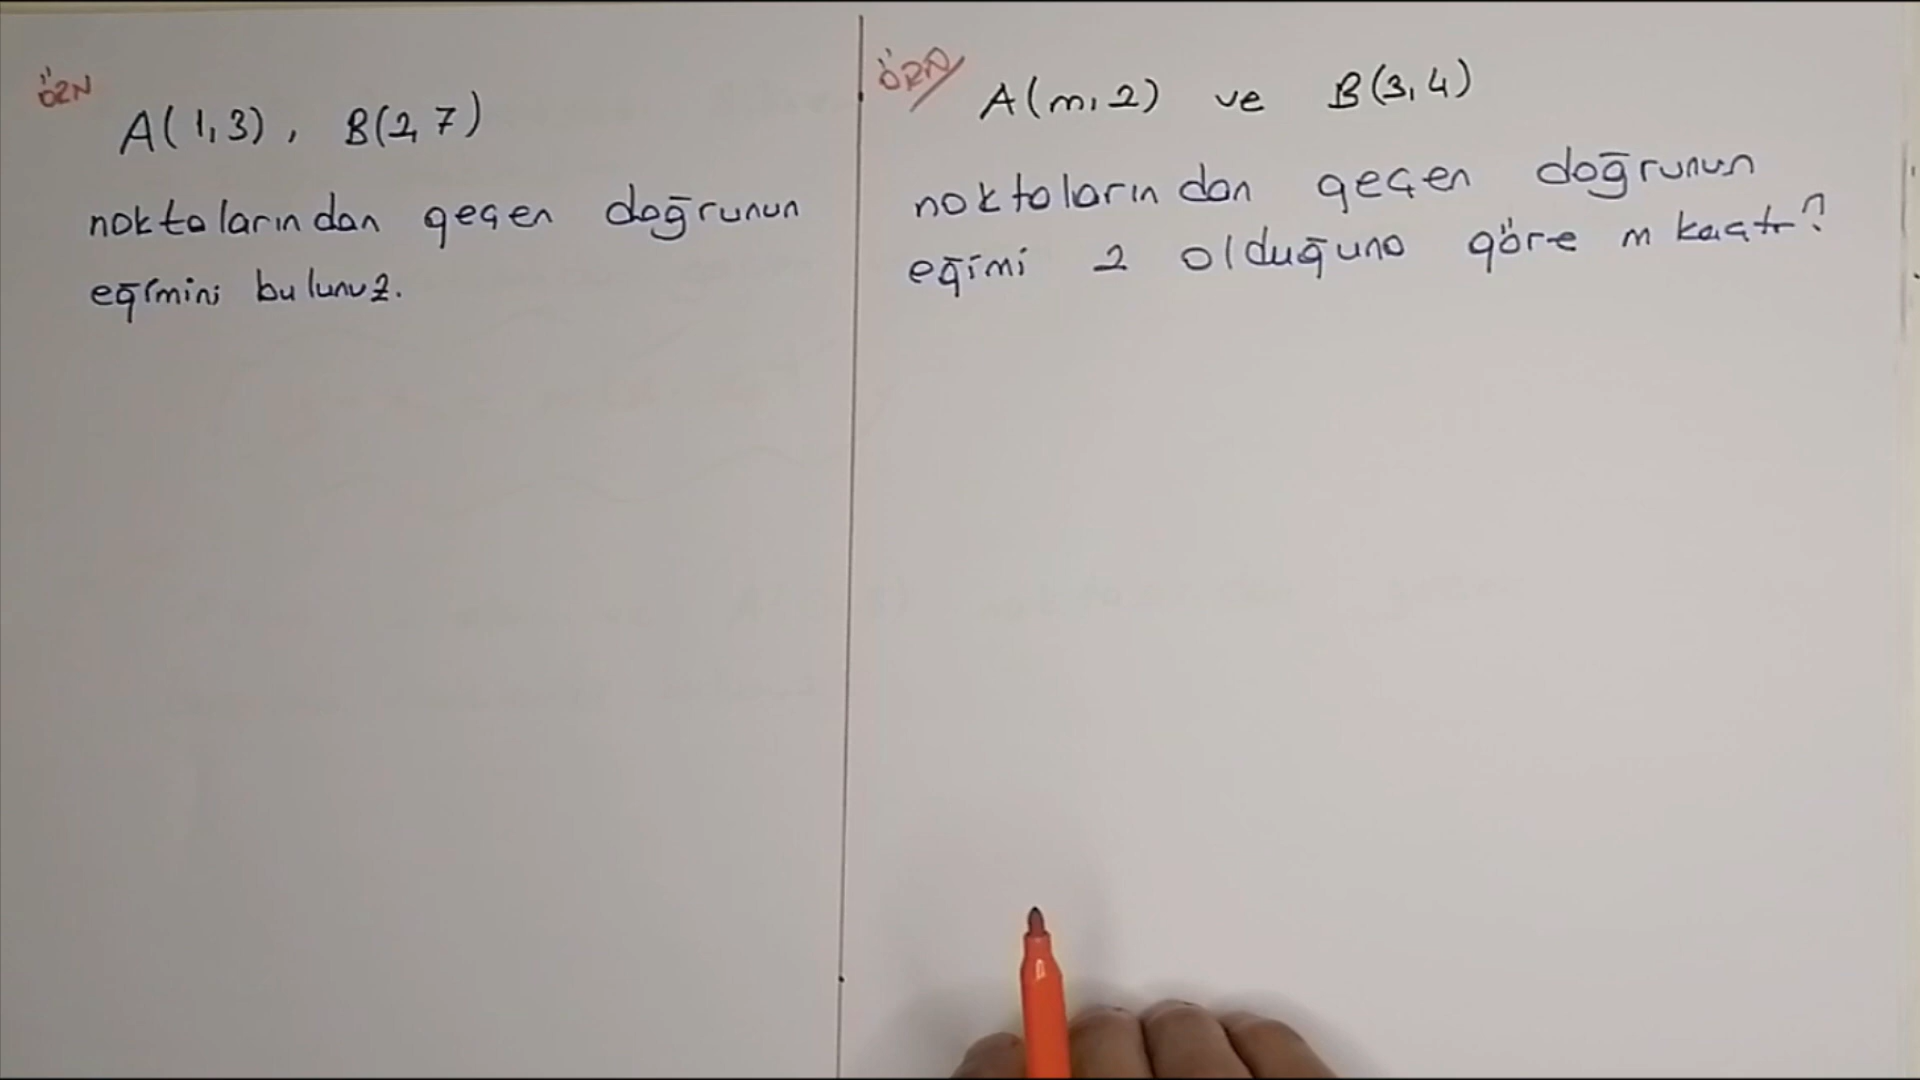 ÖRN
A(1,3), B(2,7)
noktalarından geçen doğrunun
eğimini bulunuz.
ÖRN
A(m,2) ve B(3,4)
noktalarından geçen doğrunun
eğimi 2 olduğuna göre m kaçtır?